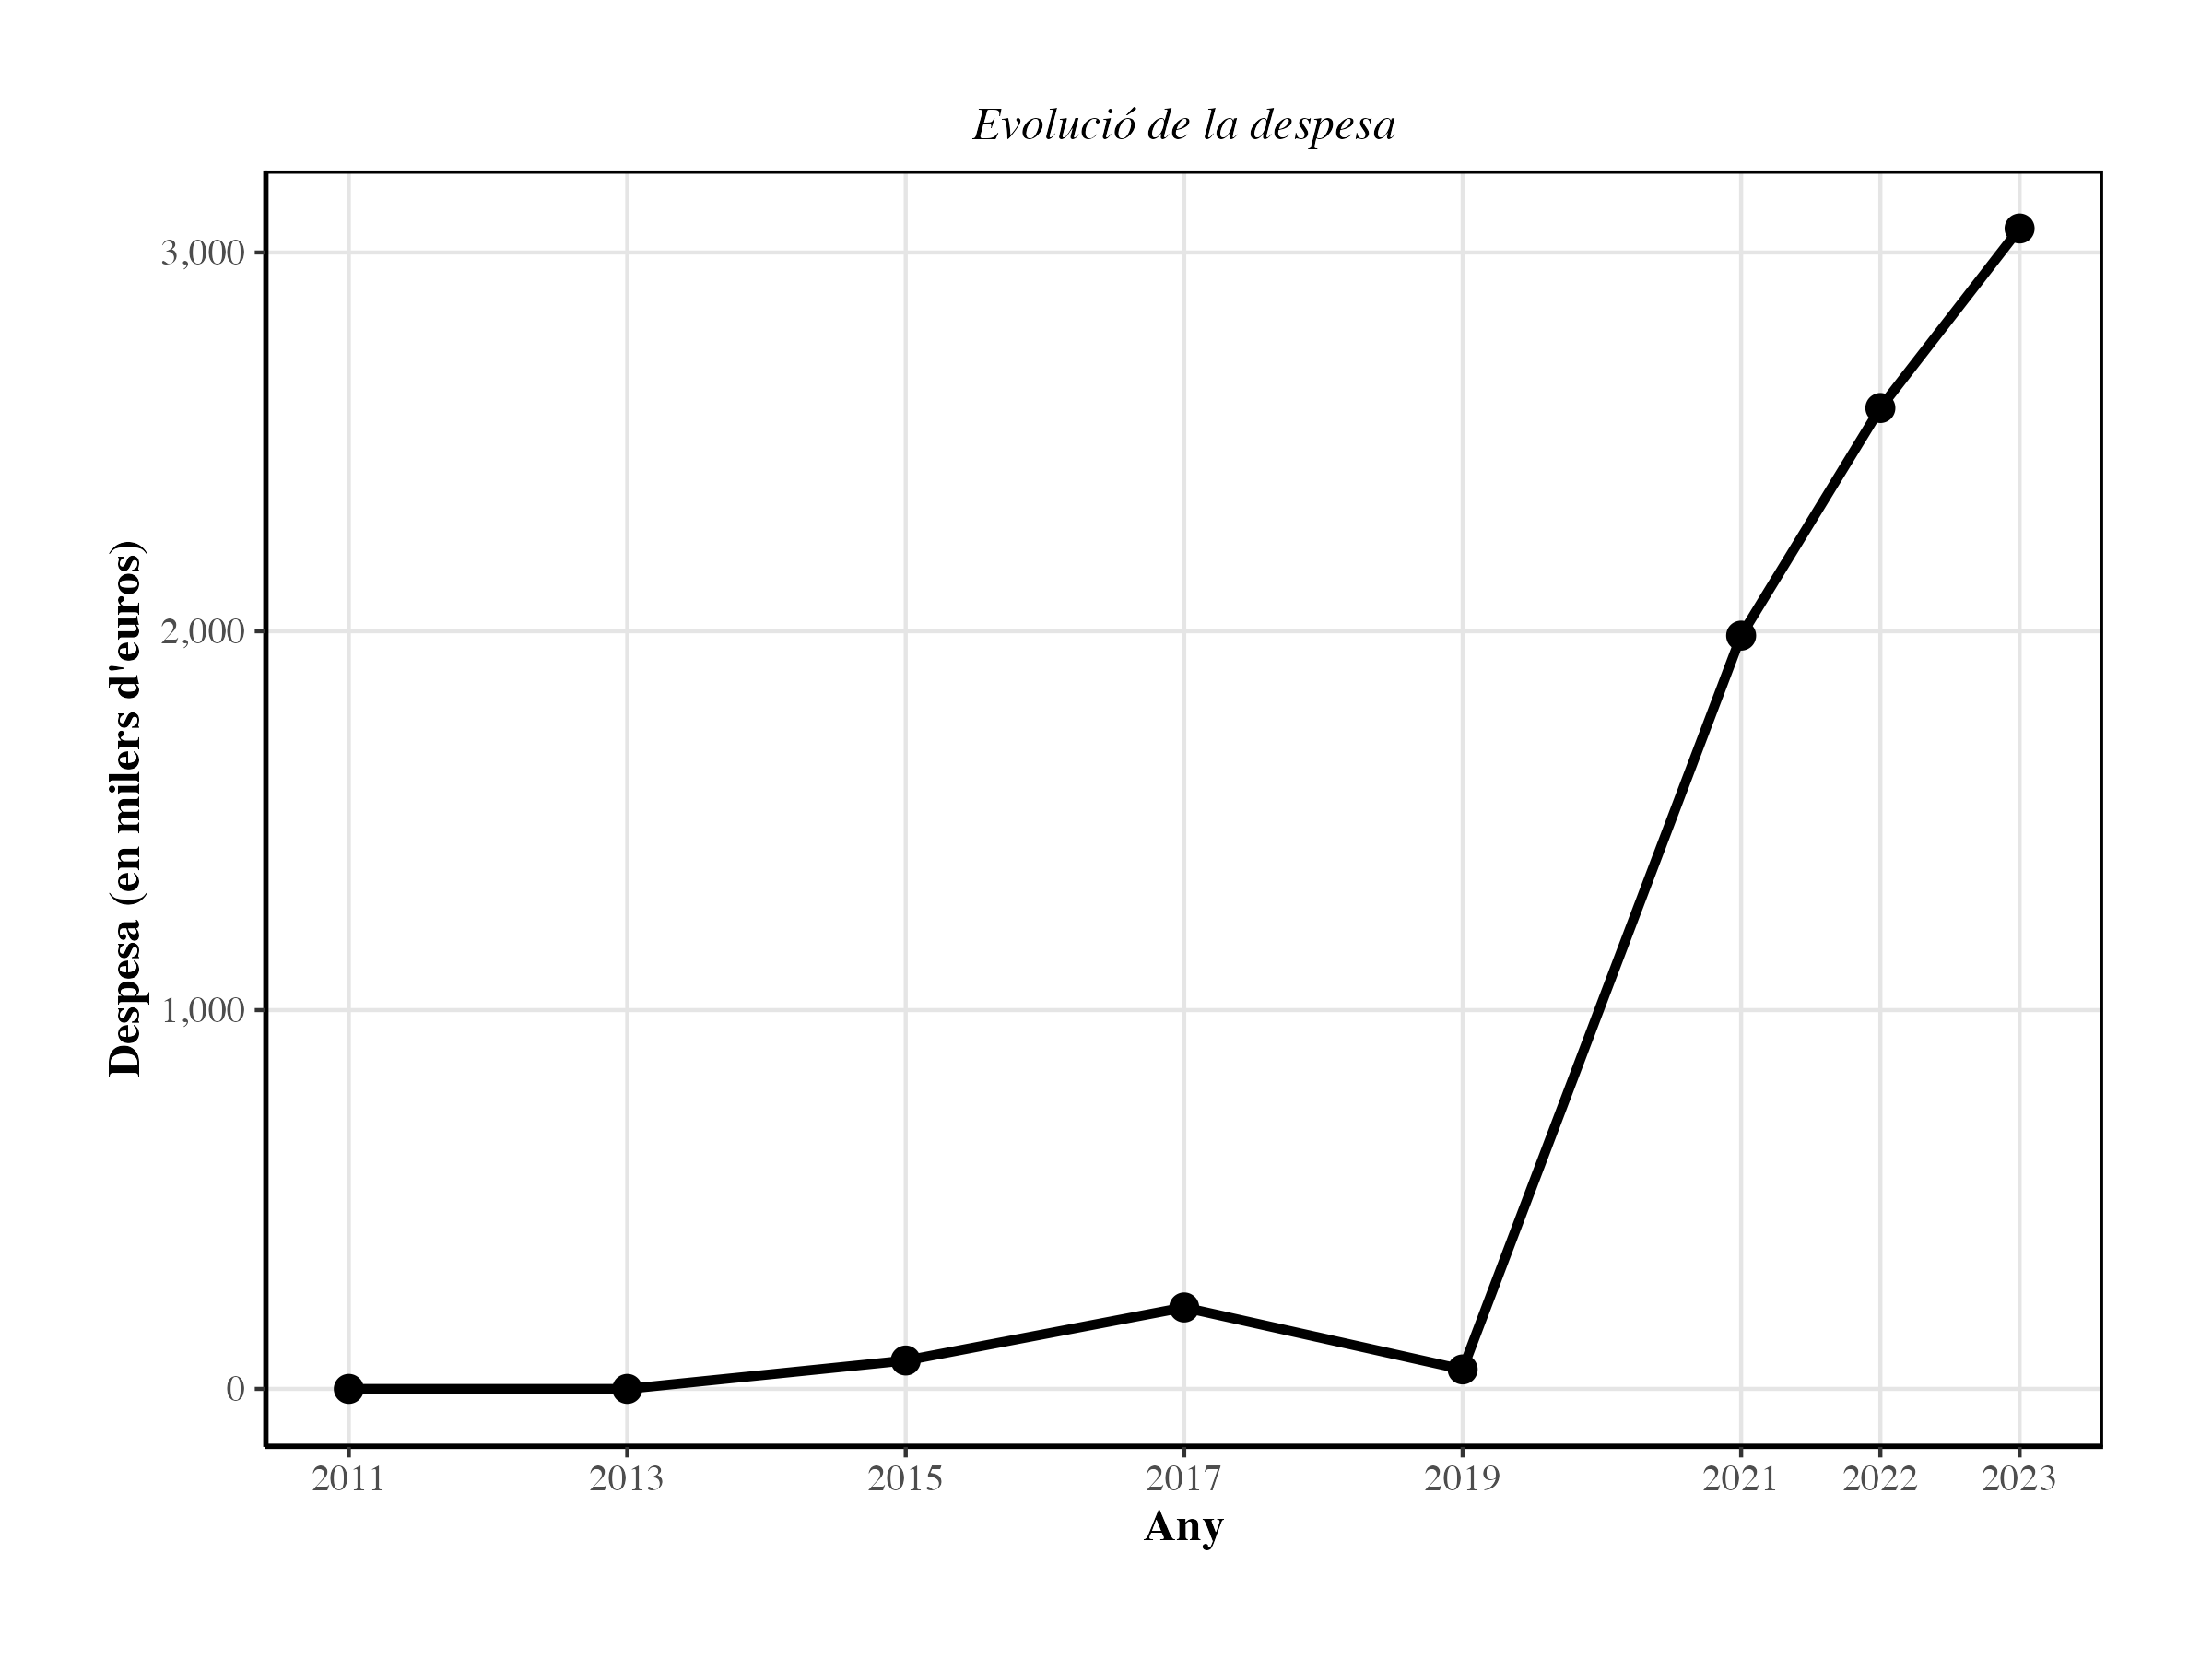 Evolució de la despesa
Despesa (en milers d'euros)
3,000
2,000
1,000
0
2011 2013 2015 2017 2019 2021 2022 2023
Any